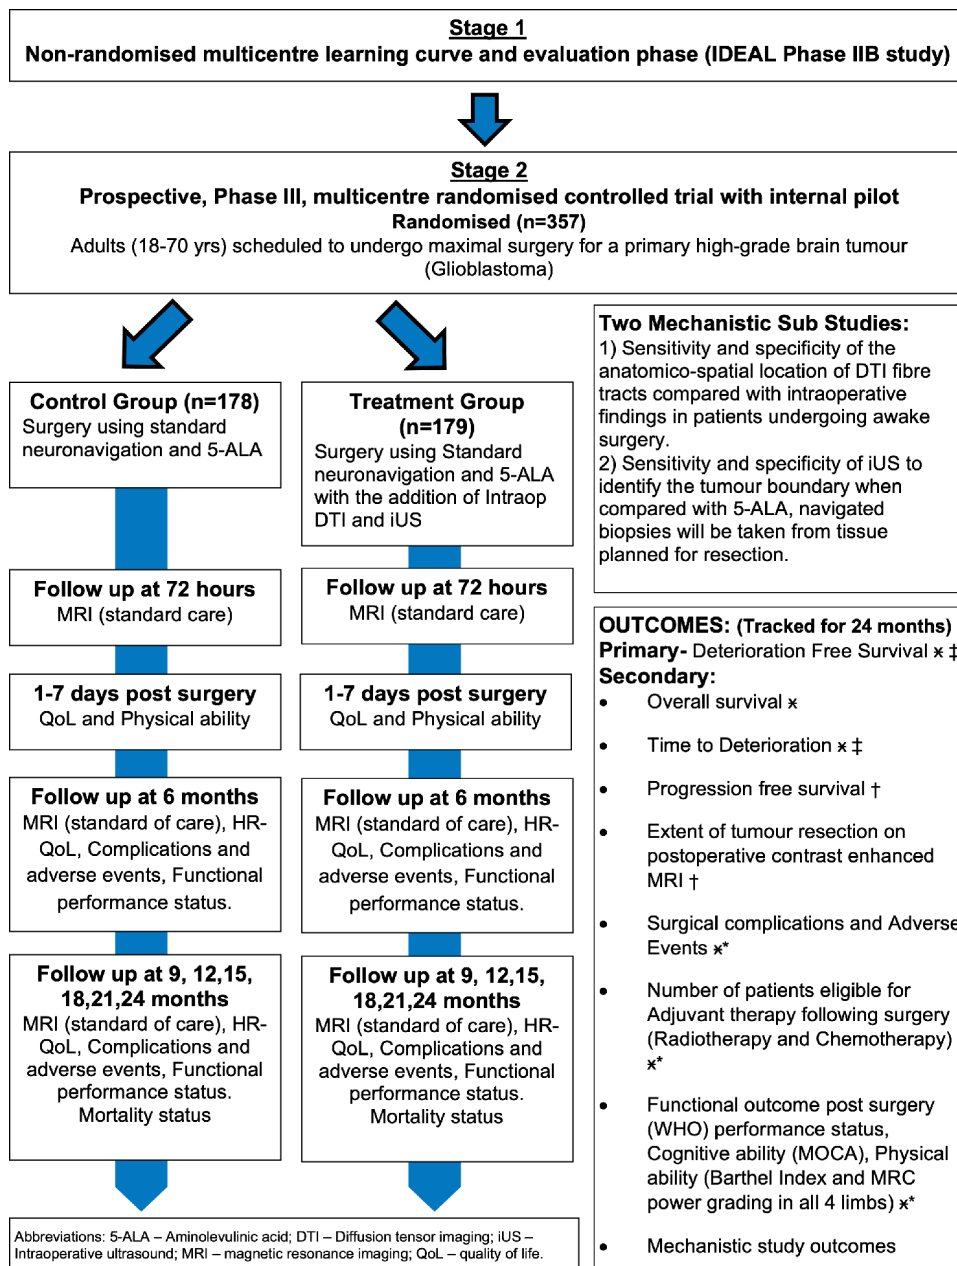 Stage 1
Non-randomised multicentre learning curve and evaluation phase (IDEAL Phase IIB study)
Stage 2
Prospective, Phase III, multicentre randomised controlled trial with internal pilot
Randomised (n=357)
Adults (18-70 yrs) scheduled to undergo maximal surgery for a primary high-grade brain tumour
(Glioblastoma)
Control Group (n=178)
Surgery using standard
neuronavigation and 5-ALA
Follow up at 72 hours
MRI (standard care)
1-7 days post surgery
QoL and Physical ability
Follow up at 6 months
MRI (standard of care), HR-
QoL, Complications and
adverse events, Functional
performance status.
Follow up at 9, 12,15,
18,21,24 months
MRI (standard of care), HR-
QoL, Complications and
adverse events, Functional
performance status.
Mortality status
Treatment Group
(n=179)
Surgery using Standard
neuronavigation and 5-ALA
with the addition of Intraop
DTI and iUS
Follow up at 72 hours
MRI (standard care)
1-7 days post surgery
QoL and Physical ability
Follow up at 6 months
MRI (standard of care), HR-
QoL, Complications and
adverse events, Functional
performance status.
Follow up at 9, 12,15,
18,21,24 months
MRI (standard of care), HR-
QoL, Complications and
adverse events, Functional
performance status.
Mortality status
Two Mechanistic Sub Studies:
1) Sensitivity and specificity of the
anatomico-spatial location of DTI fibre
tracts compared with intraoperative
findings in patients undergoing awake
surgery.
2) Sensitivity and specificity of iUS to
identify the tumour boundary when
compared with 5-ALA, navigated
biopsies will be taken from tissue
planned for resection.
OUTCOMES: (Tracked for 24 months)
Primary- Deterioration Free Survival ⚹ ‡
Secondary:
• Overall survival ⚹
• Time to Deterioration ⚹ ‡
• Progression free survival †
• Extent of tumour resection on
postoperative contrast enhanced
MRI †
• Surgical complications and Adverse
Events ⚹*
• Number of patients eligible for
Adjuvant therapy following surgery
(Radiotherapy and Chemotherapy)
⚹*
• Functional outcome post surgery
(WHO) performance status,
Cognitive ability (MOCA), Physical
ability (Barthel Index and MRC
power grading in all 4 limbs) ⚹*
• Mechanistic study outcomes
Abbreviations: 5-ALA – Aminolevulinic acid; DTI – Diffusion tensor imaging; iUS –
Intraoperative ultrasound; MRI – magnetic resonance imaging; QoL – quality of life.